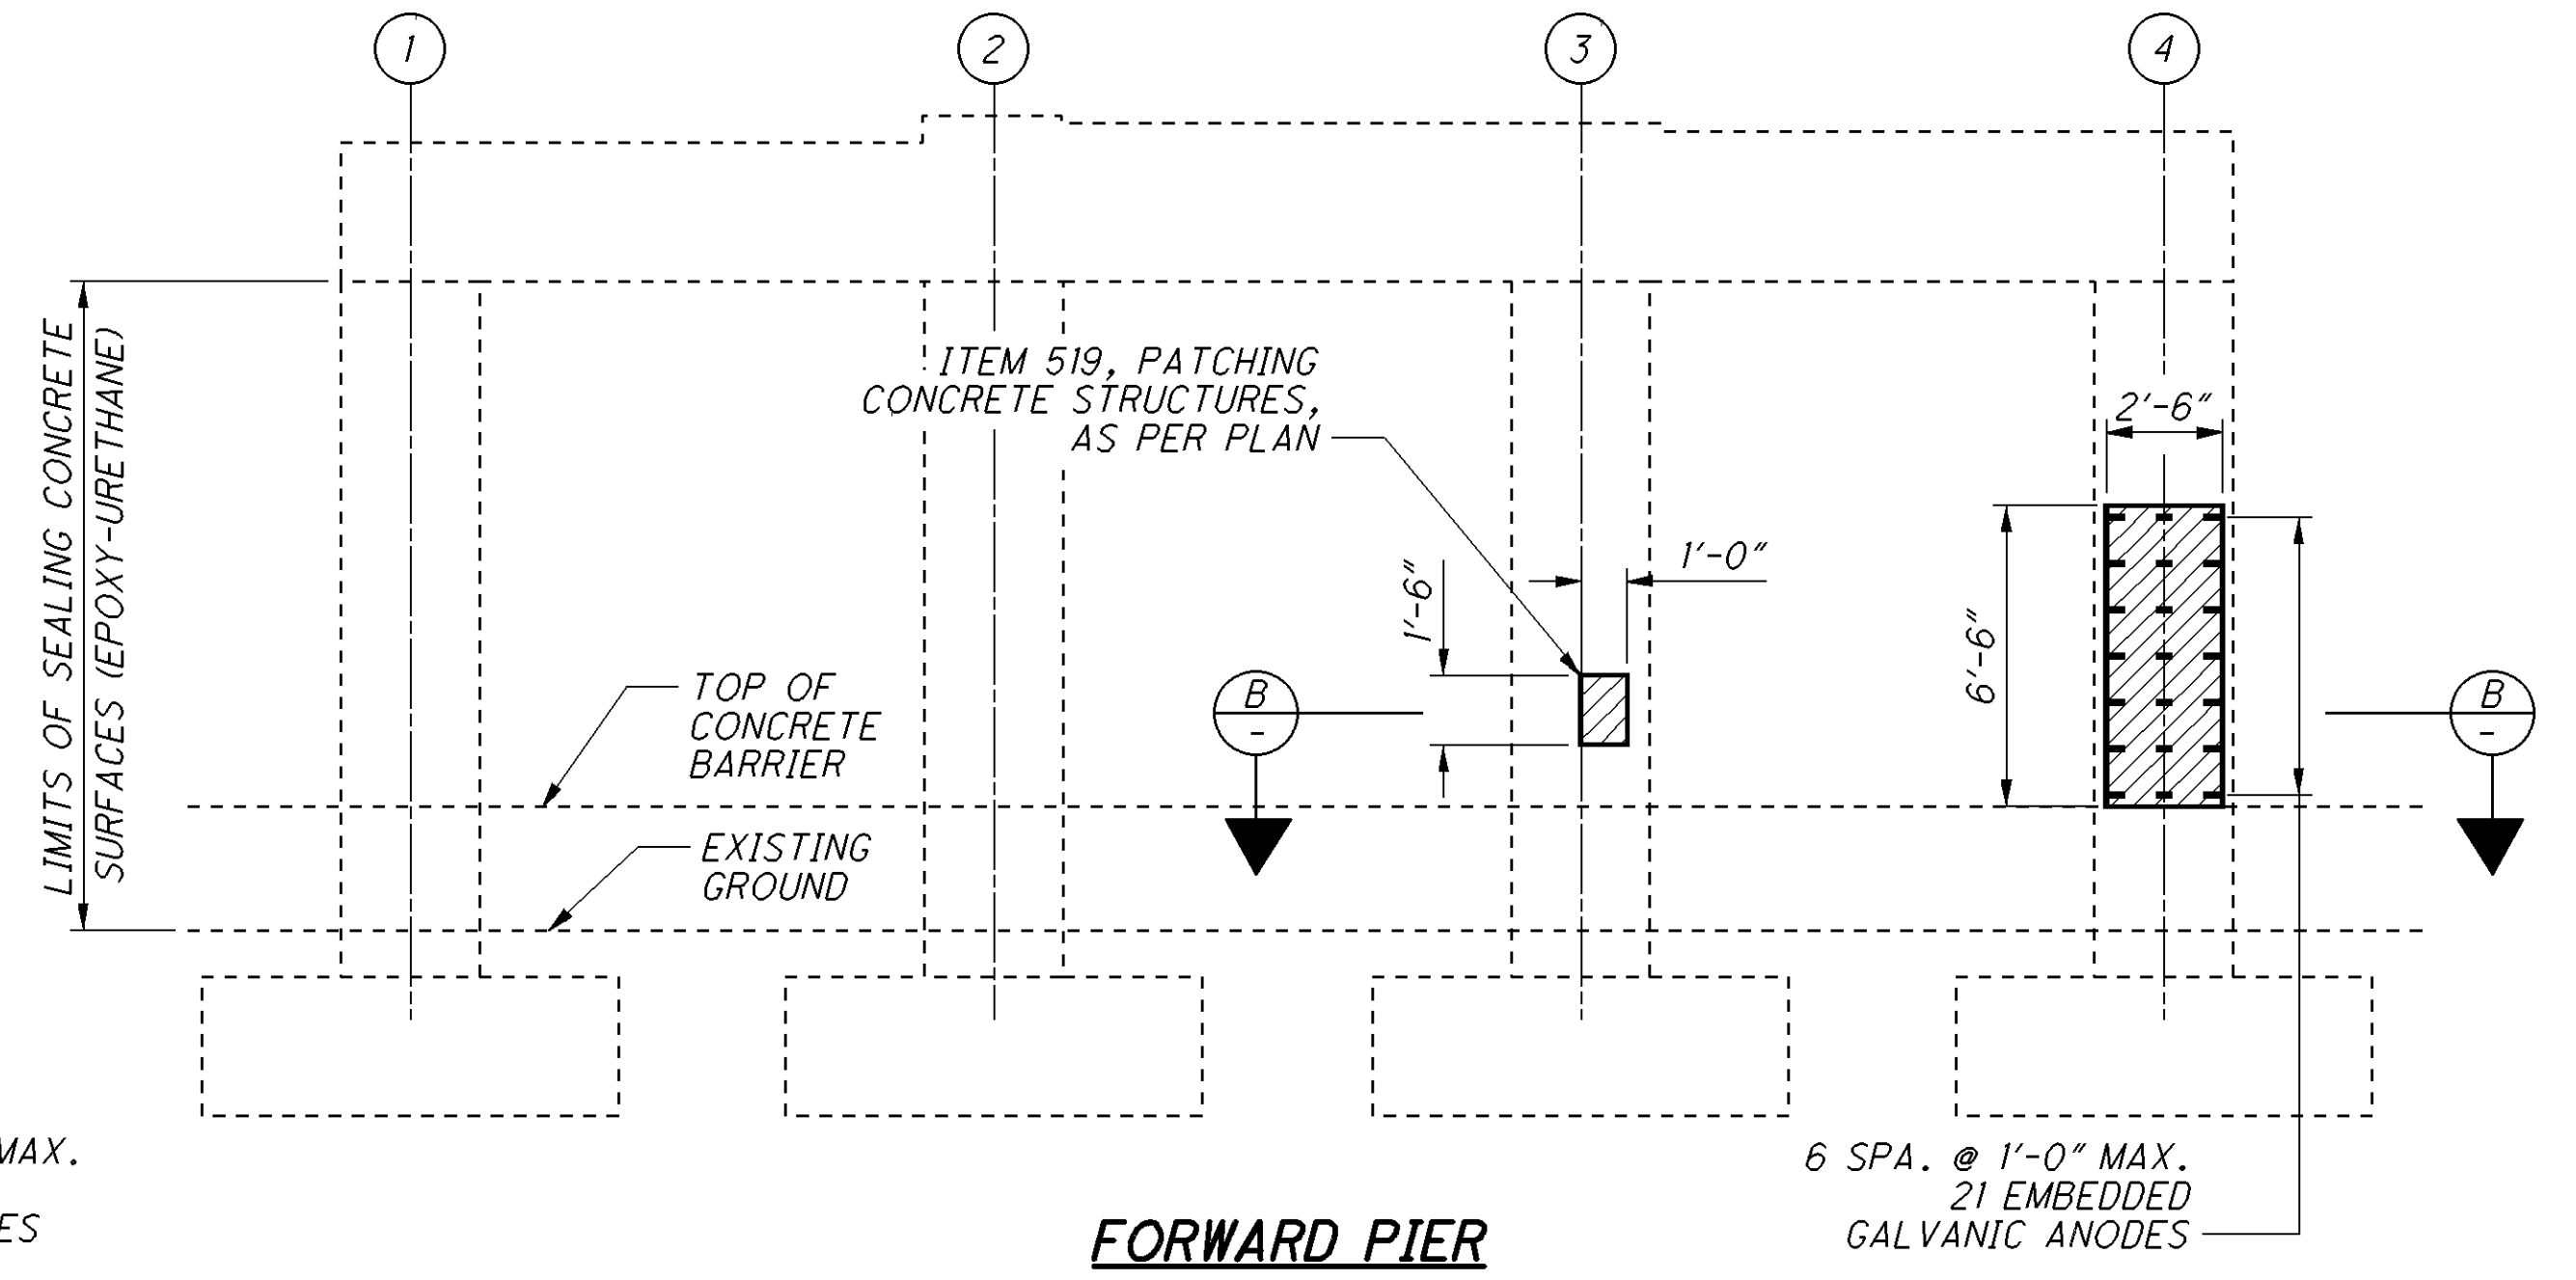 1
2
3
4
LIMITS OF SEALING CONCRETE
SURFACES (EPOXY-URETHANE)
ITEM 519, PATCHING
CONCRETE STRUCTURES,
AS PER PLAN
2'-6"
1'-0"
1'-6"
6'-6"
TOP OF
CONCRETE
BARRIER
B
-
B
-
EXISTING
GROUND
MAX.
ES
6 SPA. @ 1'-0" MAX.
21 EMBEDDED
GALVANIC ANODES
FORWARD PIER